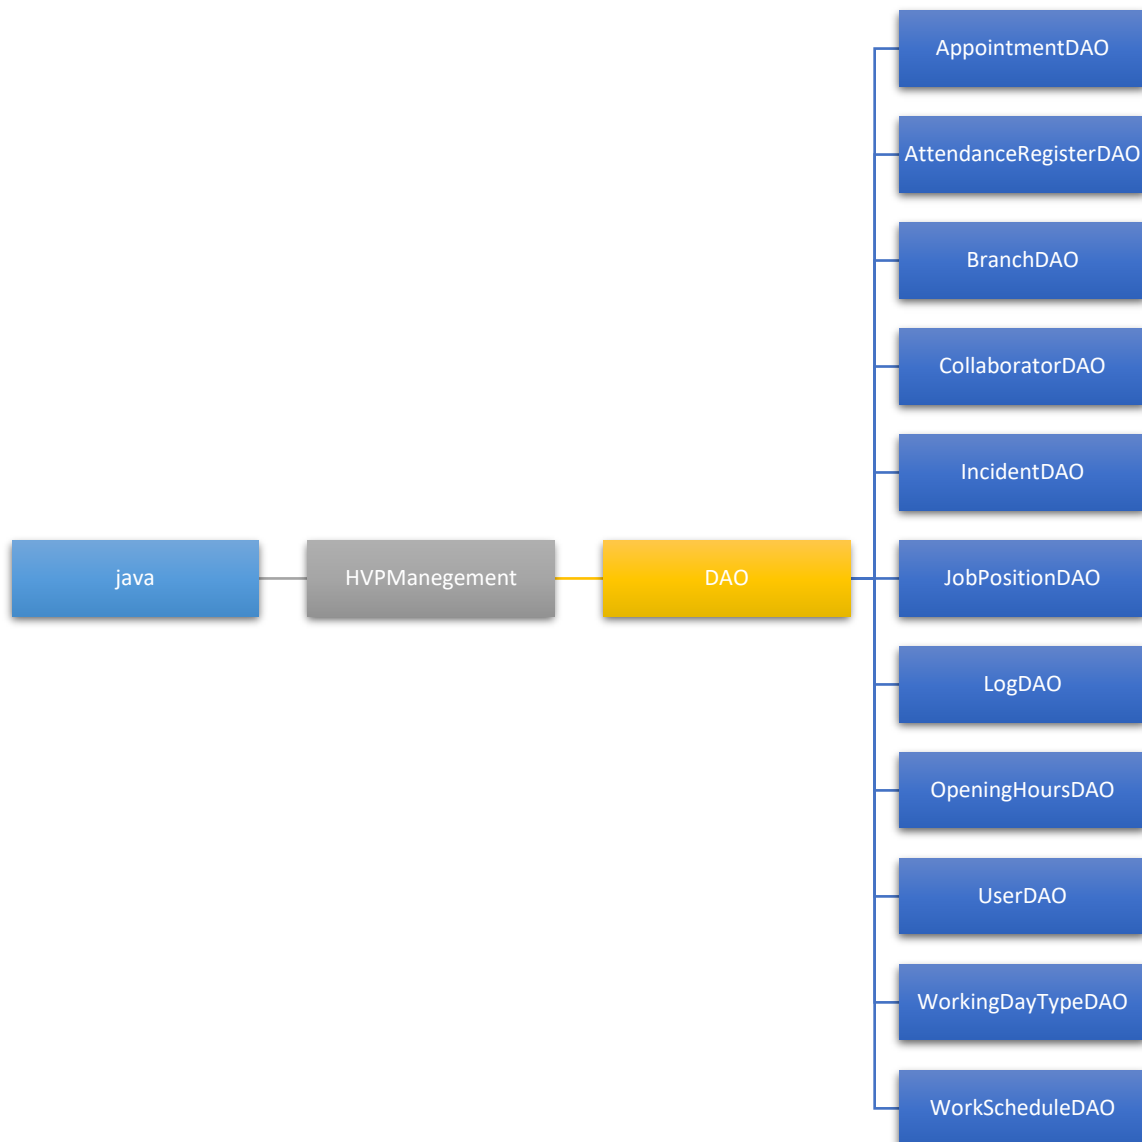 java
HVPManegement
DAO
AppointmentDAO
AttendanceRegisterDAO
BranchDAO
CollaboratorDAO
IncidentDAO
JobPositionDAO
LogDAO
OpeningHoursDAO
UserDAO
WorkingDayTypeDAO
WorkScheduleDAO